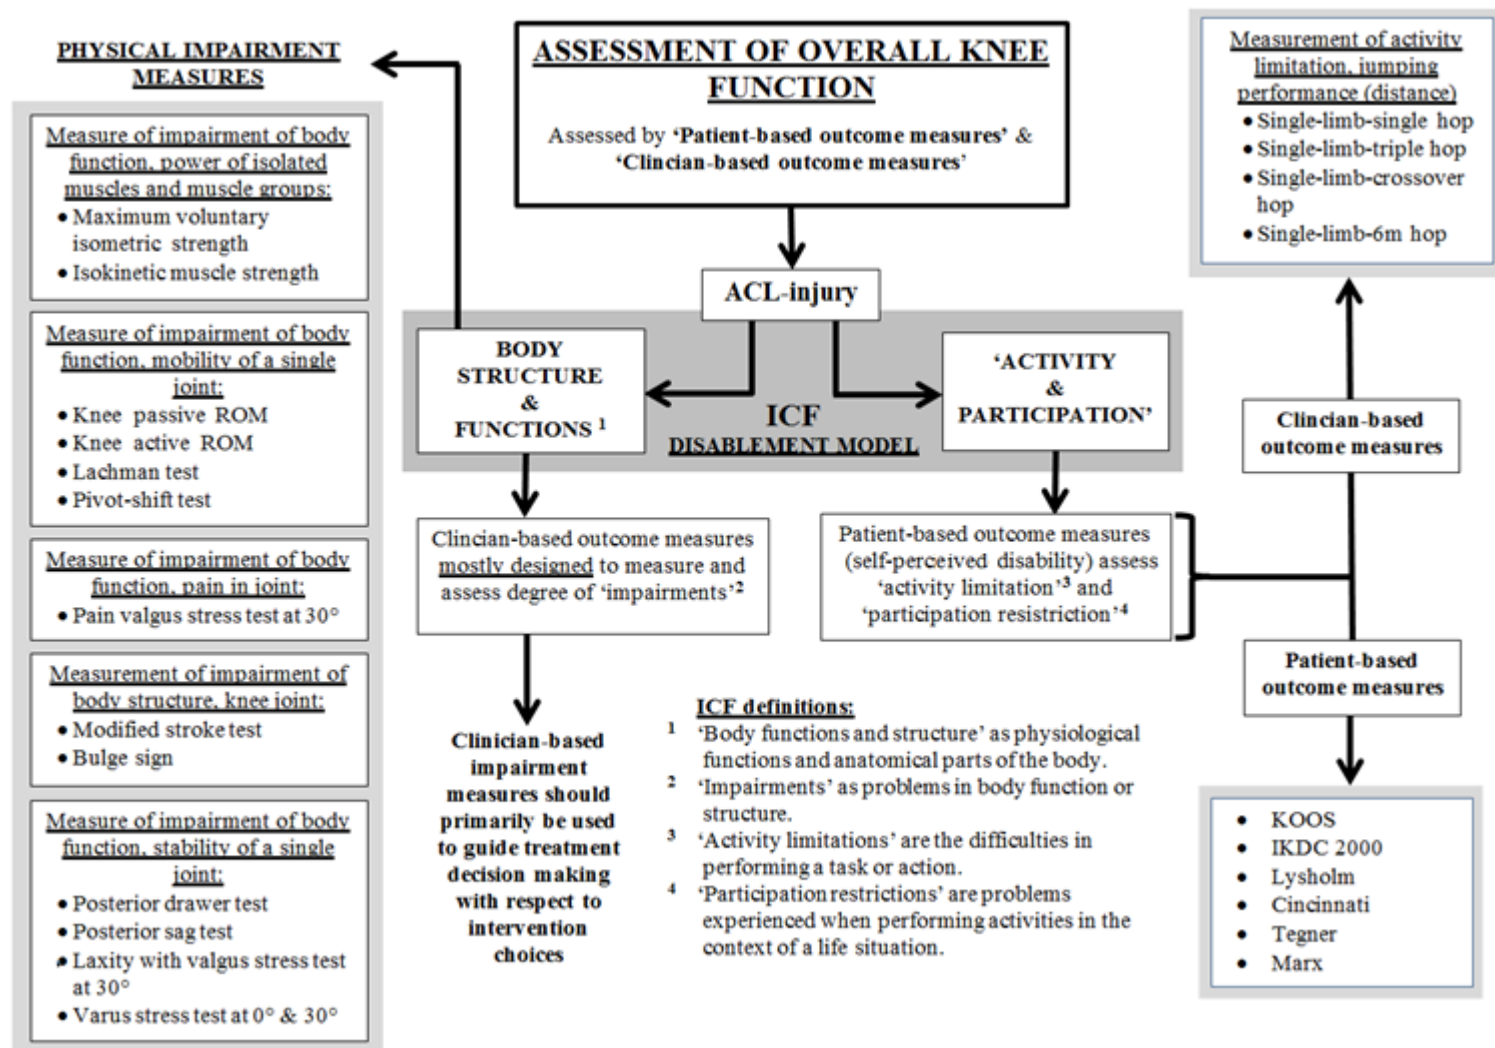 PHYSICAL IMPAIRMENT
MEASURES
Measure of impairment of body
function, power of isolated
muscles and muscle groups:
• Maximum voluntary
isometric strength
• Isokinetic muscle strength
Measure of impairment of body
function, mobility of a single
joint:
• Knee passive ROM
• Knee active ROM
• Lachman test
• Pivot-shift test
Measure of impairment of body
function, pain in joint:
• Pain valgus stress test at 30°
Measurement of impairment of
body structure, knee joint:
• Modified stroke test
• Bulge sign
Measure of impairment of body
function, stability of a single
joint:
• Posterior drawer test
• Posterior sag test
• Laxity with valgus stress test
at 30°
• Varus stress test at 0° & 30°
ASSESSMENT OF OVERALL KNEE
FUNCTION
Assessed by ‘Patient-based outcome measures’ &
‘Clincian-based outcome measures’
ACL-injury
BODY
STRUCTURE
&
FUNCTIONS 1
ICF
DISABLEMENT MODEL
‘ACTIVITY
&
PARTICIPATION’
Clincian-based outcome measures
mostly designed to measure and
assess degree of ‘impairments’2
Patient-based outcome measures
(self-perceived disability) assess
‘activity limitation’3 and
‘participation resistriction’4
Clinician-based
impairment
measures should
primarily be used
to guide treatment
decision making
with respect to
intervention
choices
ICF definitions:
1 ‘Body functions and structure’ as physiological
functions and anatomical parts of the body.
2 ‘Impairments’ as problems in body function or
structure.
3 ‘Activity limitations’ are the difficulties in
performing a task or action.
4 ‘Participation restrictions’ are problems
experienced when performing activities in the
context of a life situation.
Measurement of activity
limitation, jumping
performance (distance)
• Single-limb-single hop
• Single-limb-triple hop
• Single-limb-crossover
hop
• Single-limb-6m hop
Clincian-based
outcome measures
Patient-based
outcome measures
• KOOS
• IKDC 2000
• Lysholm
• Cincinnati
• Tegner
• Marx